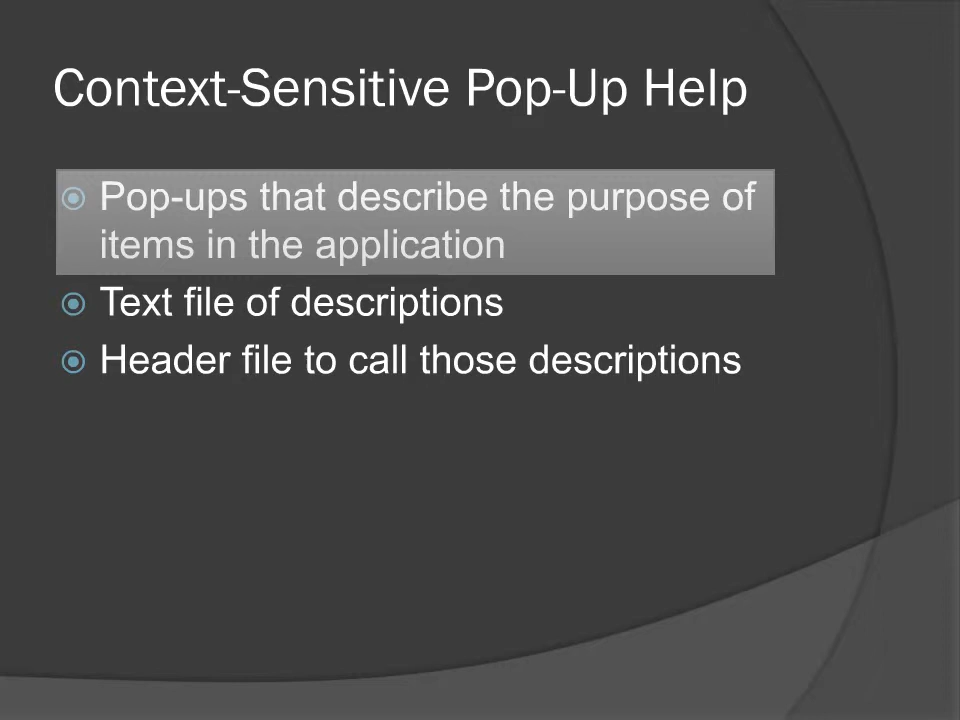 Context-Sensitive Pop-Up Help
Pop-ups that describe the purpose of
items in the application
Text file of descriptions
Header file to call those descriptions